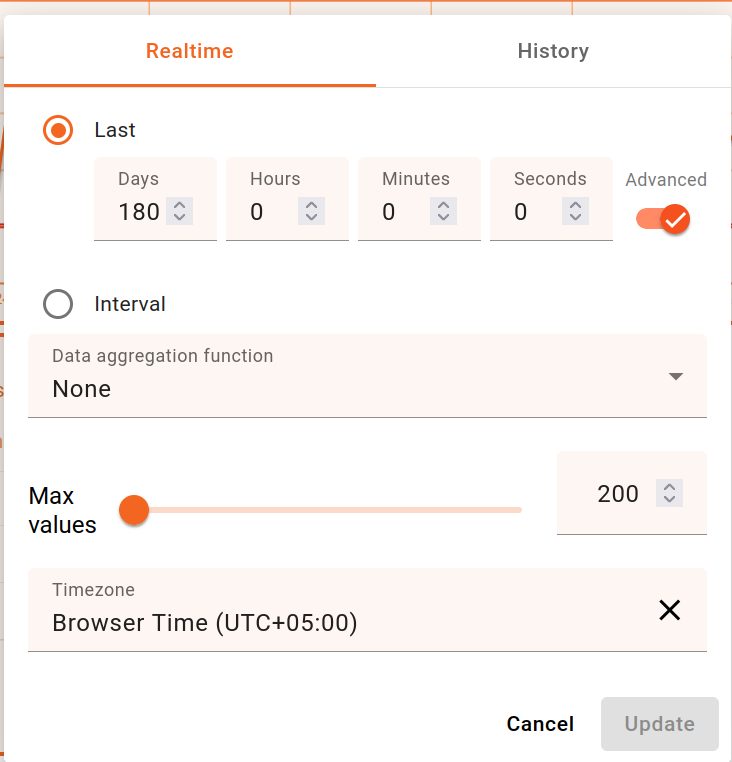 Realtime
History
Last
Days
Hours
Minutes
Seconds
Advanced
180
0
0
0
Interval
Data aggregation function
None
Max
values
200
Timezone
Browser Time (UTC+05:00)
Cancel
Update